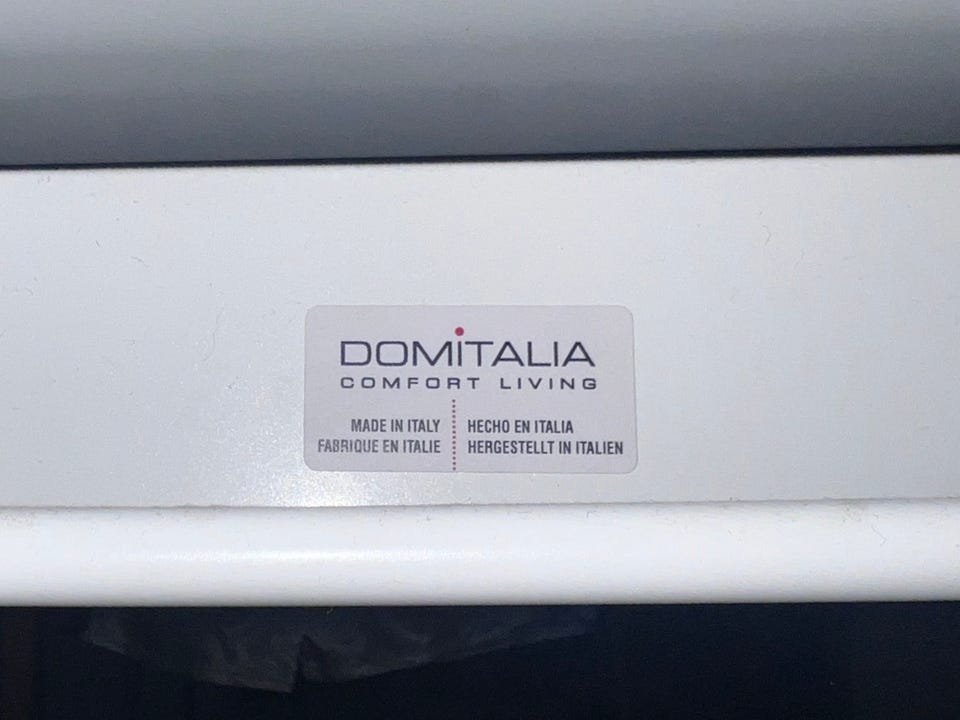 DOMiTALIA
COMFORT LIVING
MADE IN ITALY
FABRIQUE EN ITALIE
HECHO EN ITALIA
HERGESTELLT IN ITALIEN